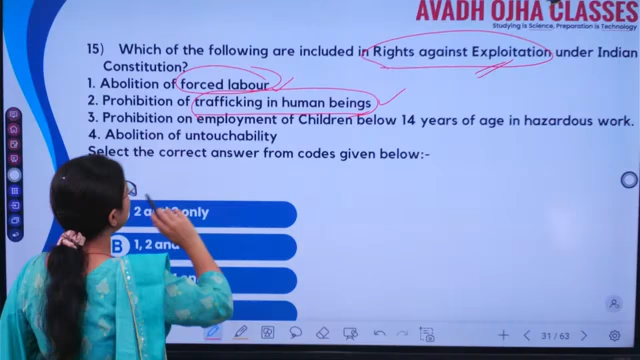 AVADH OJHA CLASSES
Studying is Science, Preparation is Technology
15) Which of the following are included in Rights against Exploitation under Indian
Constitution?
1. Abolition of forced labour
2. Prohibition of trafficking in human beings
3. Prohibition on employment of Children below 14 years of age in hazardous work.
4. Abolition of untouchability
Select the correct answer from codes given below:-
only
B 1, 2 and
31 / 63